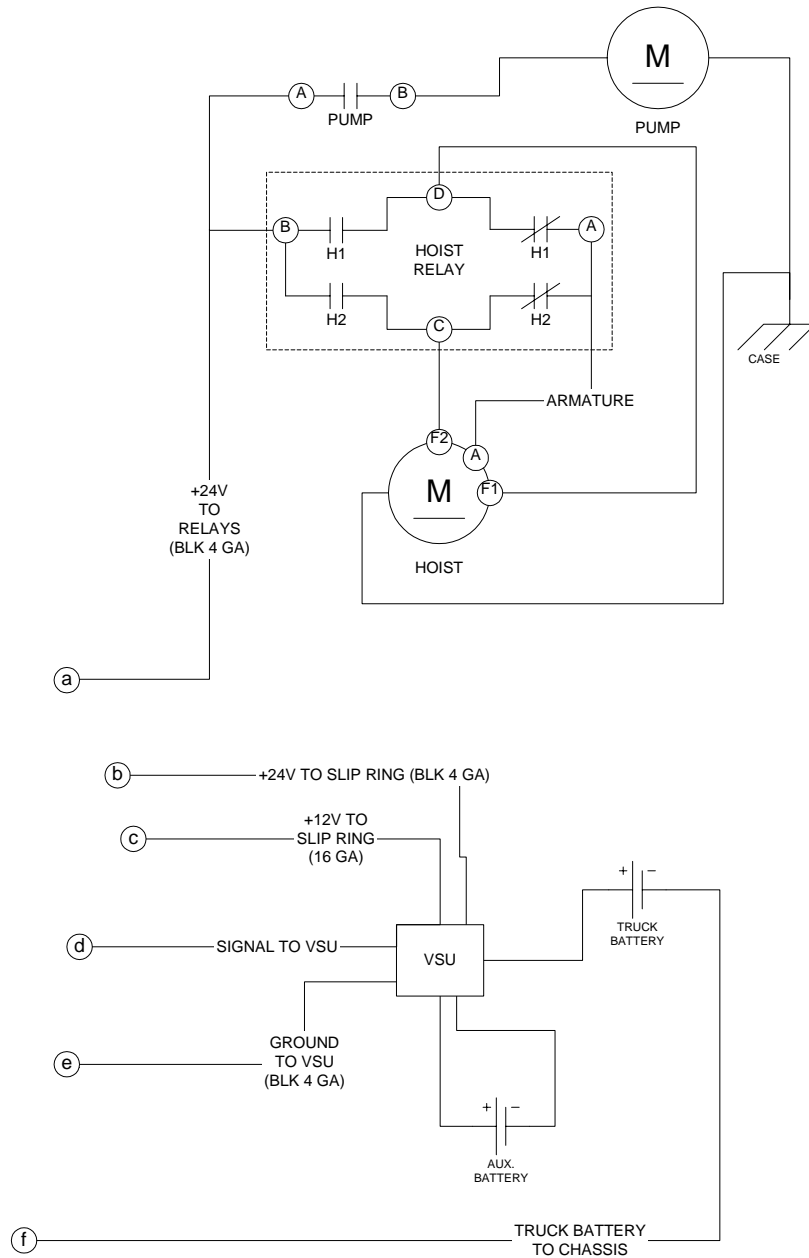 M
A
B
PUMP
PUMP
D
B
A
H1
HOIST
RELAY
H1
H2
C
H2
CASE
ARMATURE
F2
A
M
F1
+24V
TO
RELAYS
(BLK 4 GA)
HOIST
a
b
+24V TO SLIP RING (BLK 4 GA)
c
+12V TO
SLIP RING
(16 GA)
+ −
TRUCK
BATTERY
d
SIGNAL TO VSU
VSU
e
GROUND
TO VSU
(BLK 4 GA)
+ −
AUX.
BATTERY
f
TRUCK BATTERY
TO CHASSIS